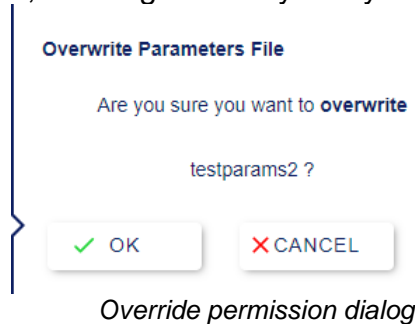 Overwrite Parameters File
Are you sure you want to overwrite
testparams2 ?
OK
CANCEL
Override permission dialog